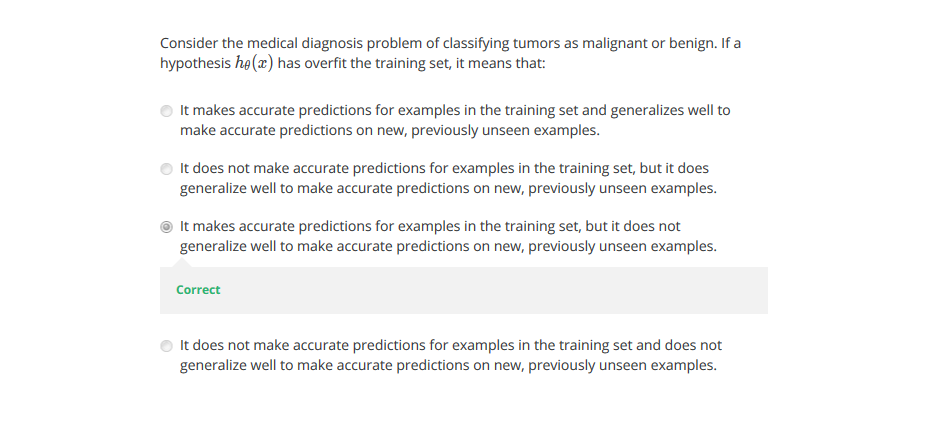 Consider the medical diagnosis problem of classifying tumors as malignant or benign. If a
hypothesis hθ(x) has overfit the training set, it means that:
It makes accurate predictions for examples in the training set and generalizes well to
make accurate predictions on new, previously unseen examples.
It does not make accurate predictions for examples in the training set, but it does
generalize well to make accurate predictions on new, previously unseen examples.
It makes accurate predictions for examples in the training set, but it does not
generalize well to make accurate predictions on new, previously unseen examples.
Correct
It does not make accurate predictions for examples in the training set and does not
generalize well to make accurate predictions on new, previously unseen examples.